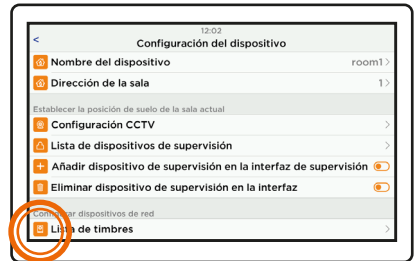 12:02
< Configuración del dispositivo
Nombre del dispositivo room1 >
Dirección de la sala 1 >
Establecer la posición de suelo de la sala actual
Configuración CCTV >
Lista de dispositivos de supervisión >
Añadir dispositivo de supervisión en la interfaz de supervisión
Eliminar dispositivo de supervisión en la interfaz
Configurar dispositivos de red
Lista de timbres >